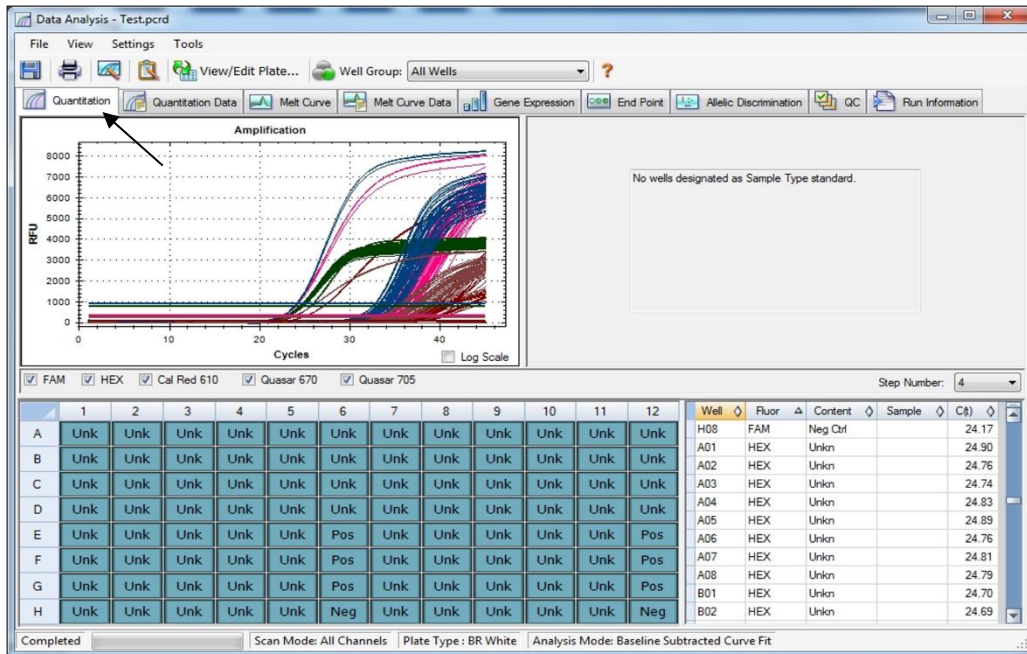 Data Analysis - Test.pcrd
File View Settings Tools
View/Edit Plate... Well Group: All Wells ?
Quantitation Quantitation Data Melt Curve Melt Curve Data Gene Expression End Point Allelic Discrimination QC Run Information
Amplification
8000
7000
6000
5000
4000
3000
2000
1000
0
RFU
0 10 20 30 40
Cycles
Log Scale
No wells designated as Sample Type standard.
FAM HEX Cal Red 610 Quasar 670 Quasar 705
Step Number: 4
1 2 3 4 5 6 7 8 9 10 11 12
A Unk Unk Unk Unk Unk Unk Unk Unk Unk Unk Unk Unk
B Unk Unk Unk Unk Unk Unk Unk Unk Unk Unk Unk Unk
C Unk Unk Unk Unk Unk Unk Unk Unk Unk Unk Unk Unk
D Unk Unk Unk Unk Unk Unk Unk Unk Unk Unk Unk Unk
E Unk Unk Unk Unk Unk Pos Unk Unk Unk Unk Unk Pos
F Unk Unk Unk Unk Unk Pos Unk Unk Unk Unk Unk Pos
G Unk Unk Unk Unk Unk Pos Unk Unk Unk Unk Unk Pos
H Unk Unk Unk Unk Unk Neg Unk Unk Unk Unk Unk Neg
Well Fluor Content Sample C(t)
H08 FAM Neg Ctrl 24.17
A01 HEX Unkn 24.90
A02 HEX Unkn 24.76
A03 HEX Unkn 24.74
A04 HEX Unkn 24.83
A05 HEX Unkn 24.89
A06 HEX Unkn 24.76
A07 HEX Unkn 24.81
A08 HEX Unkn 24.79
B01 HEX Unkn 24.70
B02 HEX Unkn 24.69
Completed Scan Mode: All Channels Plate Type : BR White Analysis Mode: Baseline Subtracted Curve Fit